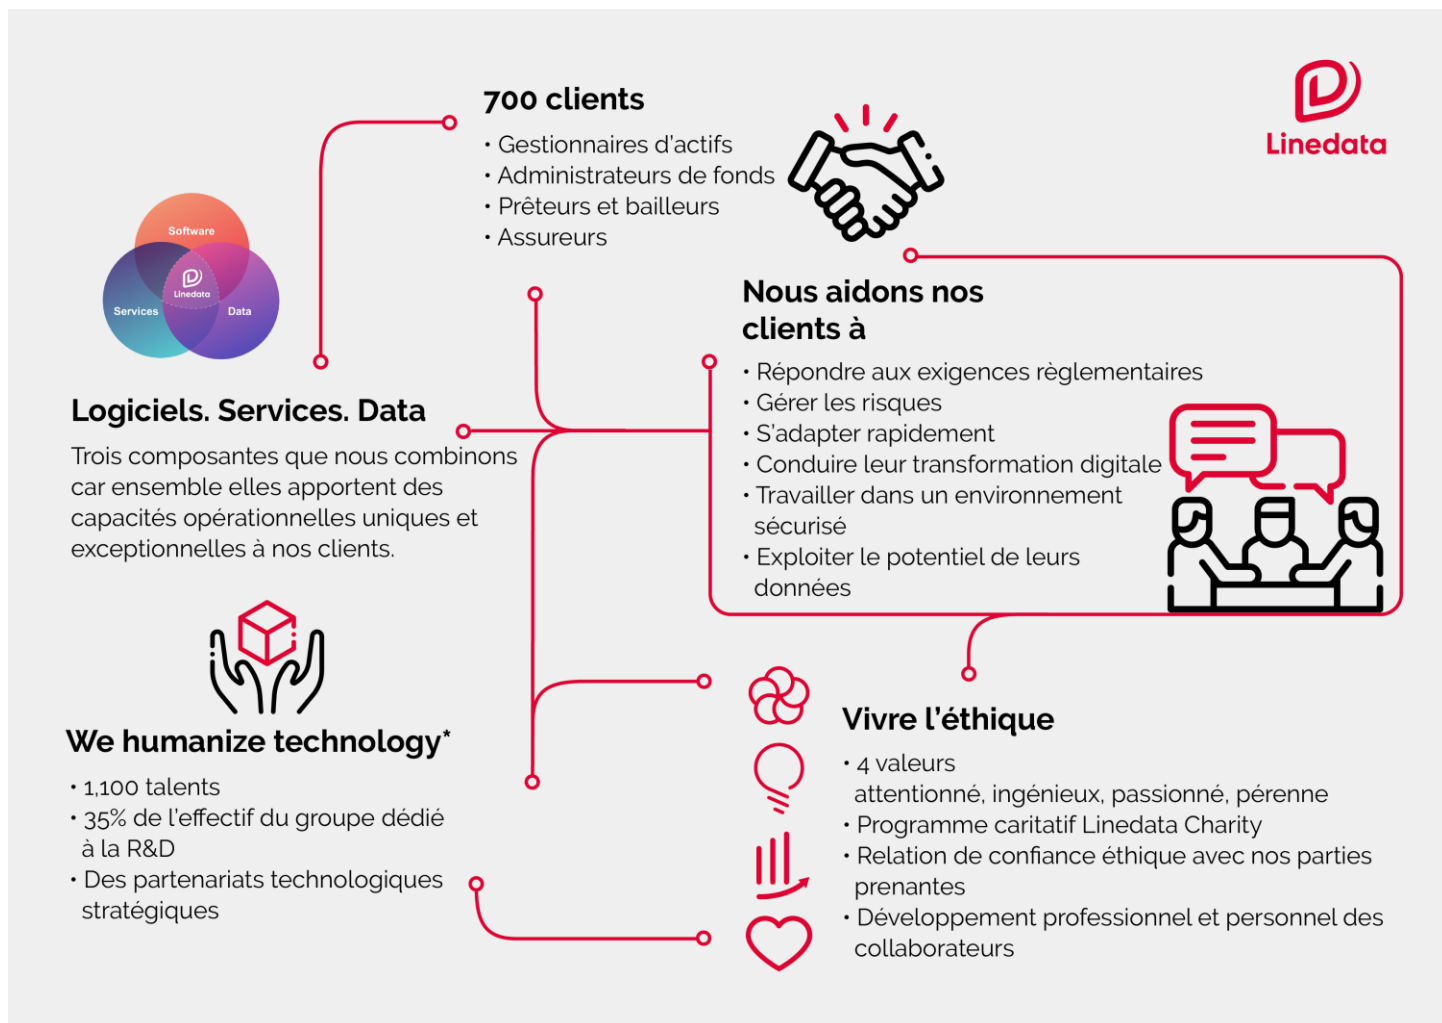 Linedata
700 clients
• Gestionnaires d'actifs
• Administrateurs de fonds
• Prêteurs et bailleurs
• Assureurs
Software
Services
Linedata
Data
Logiciels. Services. Data
Trois composantes que nous combinons
car ensemble elles apportent des
capacités opérationnelles uniques et
exceptionnelles à nos clients.
Nous aidons nos
clients à
• Répondre aux exigences règlementaires
• Gérer les risques
• S'adapter rapidement
• Conduire leur transformation digitale
• Travailler dans un environnement
sécurisé
• Exploiter le potentiel de leurs
données
We humanize technology*
• 1,100 talents
• 35% de l'effectif du groupe dédié
à la R&D
• Des partenariats technologiques
stratégiques
Vivre l'éthique
• 4 valeurs
attentionné, ingénieux, passionné, pérenne
• Programme caritatif Linedata Charity
• Relation de confiance éthique avec nos parties
prenantes
• Développement professionnel et personnel des
collaborateurs